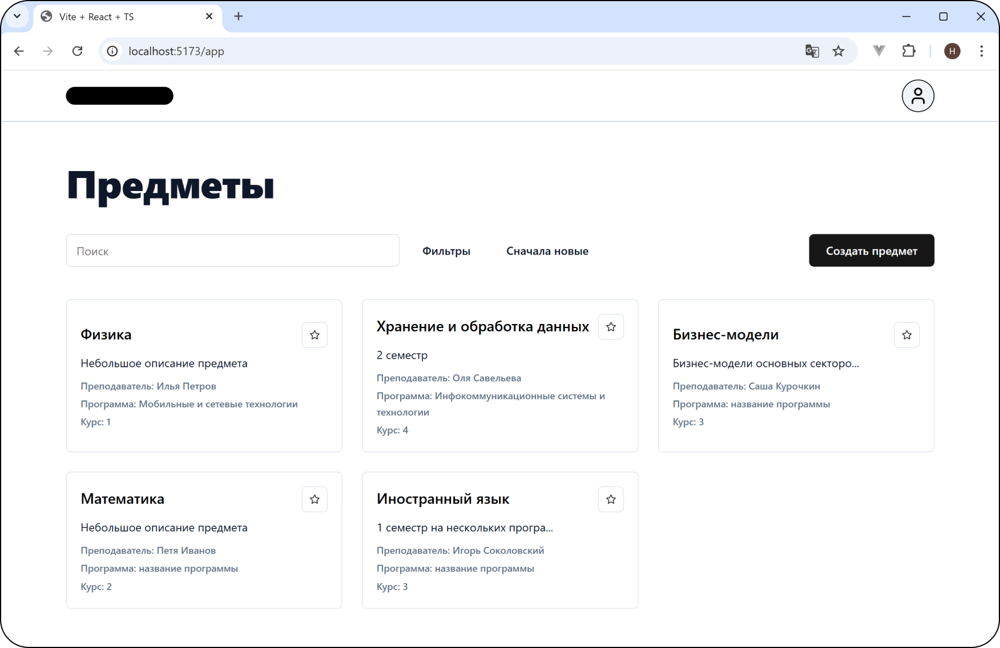 Vite + React + TS
localhost:5173/app
H
Предметы
Поиск
Фильтры
Сначала новые
Создать предмет
Физика
Небольшое описание предмета
Преподаватель: Илья Петров
Программа: Мобильные и сетевые технологии
Курс: 1
Хранение и обработка данных
2 семестр
Преподаватель: Оля Савельева
Программа: Инфокоммуникационные системы и
технологии
Курс: 4
Бизнес-модели
Бизнес-модели основных секторо...
Преподаватель: Саша Курочкин
Программа: название программы
Курс: 3
Математика
Небольшое описание предмета
Преподаватель: Петя Иванов
Программа: название программы
Курс: 2
Иностранный язык
1 семестр на нескольких програ...
Преподаватель: Игорь Соколовский
Программа: название программы
Курс: 3